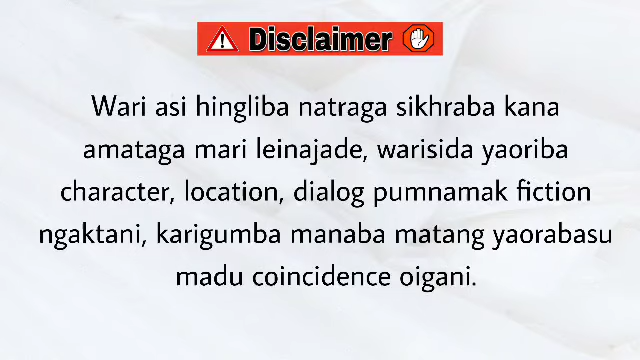 Disclaimer
Wari asi hingliba natraga sikhraba kana
amataga mari leinajade, warisida yaoriba
character, location, dialog pumnamak fiction
ngaktani, karigumba manaba matang yaorabasu
madu coincidence oigani.